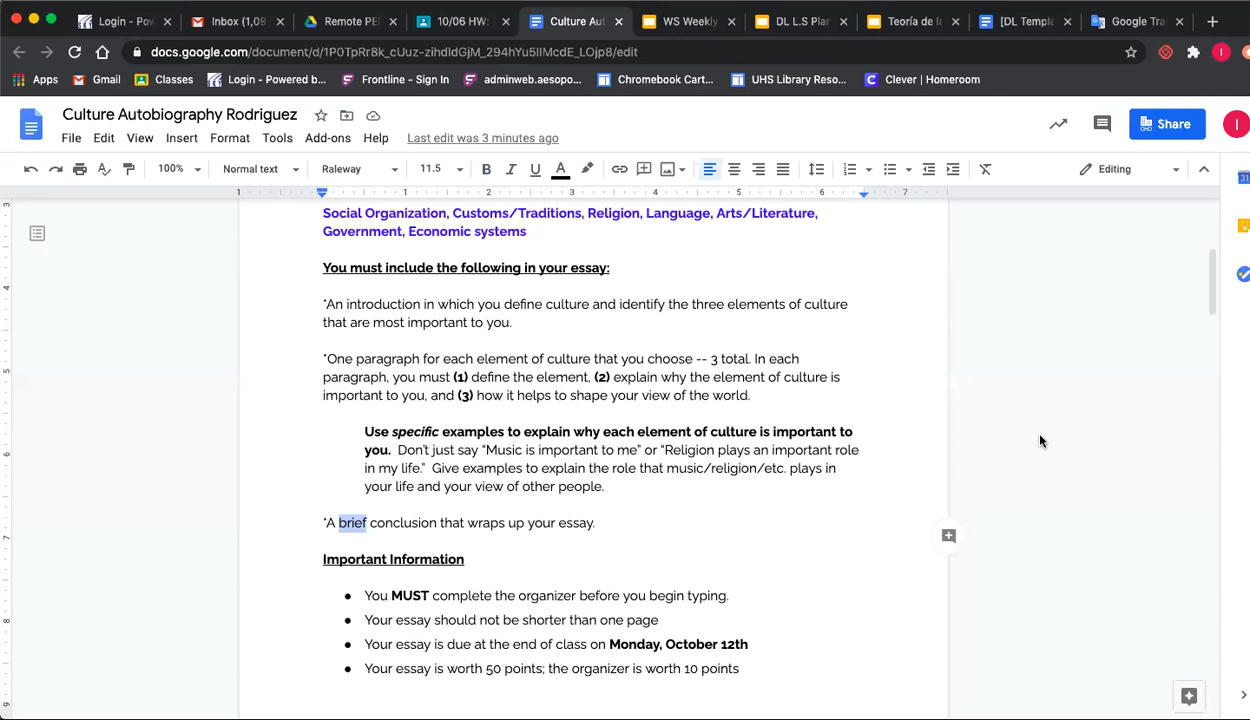 Login - Pow
Inbox (1,09
Remote PE
10/06 HW:
Culture Aut
WS Weekly
DL L.S Plar
Teoría de la
[DL Templa
Google Tra
docs.google.com/document/d/1P0TpRr8k_cUuz-zihdIdGjM_294hYu5lIMcdE_LOjp8/edit
Apps Gmail Classes Login - Powered b... Frontline - Sign In adminweb.aesopo... Chromebook Cart... UHS Library Reso... Clever | Homeroom
Culture Autobiography Rodriguez
File Edit View Insert Format Tools Add-ons Help Last edit was 3 minutes ago
Share
100% Normal text Raleway 11.5 B I U A Editing
1 1 2 3 4 5 6 7
Social Organization, Customs/Traditions, Religion, Language, Arts/Literature,
Government, Economic systems
You must include the following in your essay:
*An introduction in which you define culture and identify the three elements of culture
that are most important to you.
*One paragraph for each element of culture that you choose -- 3 total. In each
paragraph, you must (1) define the element, (2) explain why the element of culture is
important to you, and (3) how it helps to shape your view of the world.
Use specific examples to explain why each element of culture is important to
you. Don't just say “Music is important to me” or “Religion plays an important role
in my life.” Give examples to explain the role that music/religion/etc. plays in
your life and your view of other people.
*A brief conclusion that wraps up your essay.
Important Information
● You MUST complete the organizer before you begin typing.
● Your essay should not be shorter than one page
● Your essay is due at the end of class on Monday, October 12th
● Your essay is worth 50 points; the organizer is worth 10 points